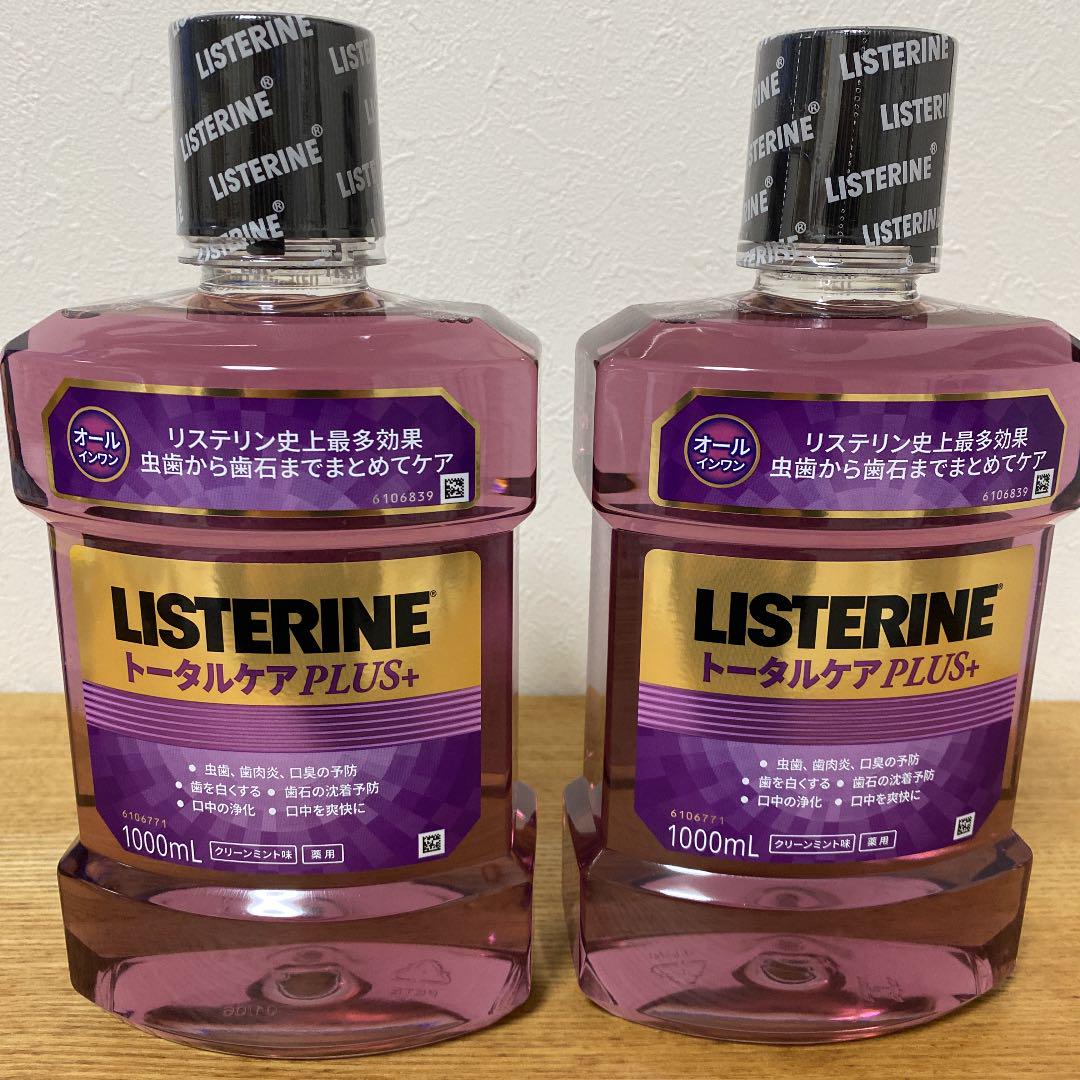 LISTERINE
LISTERINE®
LISTERINE®
LISTERINE®
オール
インワン
リステリン史上最多効果
虫歯から歯石までまとめてケア
6106839
LISTERINE®
トータルケア PLUS+
• 虫歯、歯肉炎、口臭の予防
• 歯を白くする • 歯石の沈着予防
• 口中の浄化 • 口中を爽快に
6106771
1000mL クリーンミント味 薬用
LISTERINE
LISTERINE®
LISTERINE
オール
インワン
リステリン史上最多効果
虫歯から歯石までまとめてケア
6106839
LISTERINE®
トータルケア PLUS+
• 虫歯、歯肉炎、口臭の予防
• 歯を白くする • 歯石の沈着予防
• 口中の浄化 • 口中を爽快に
6106771
1000mL クリーンミント味 薬用